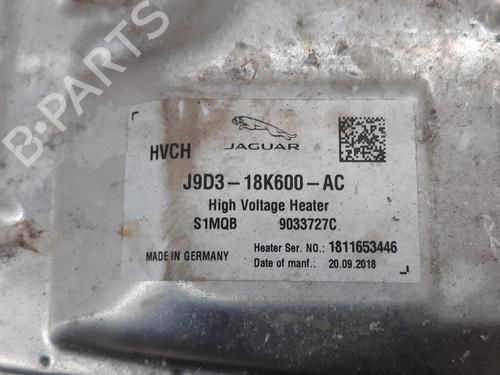 B-PARTS
HVCH
JAGUAR
J9D3-18K600-AC
High Voltage Heater
S1MQB 9033727C
MADE IN GERMANY
Heater Ser. NO.: 1811653446
Date of manf.: 20.09.2018